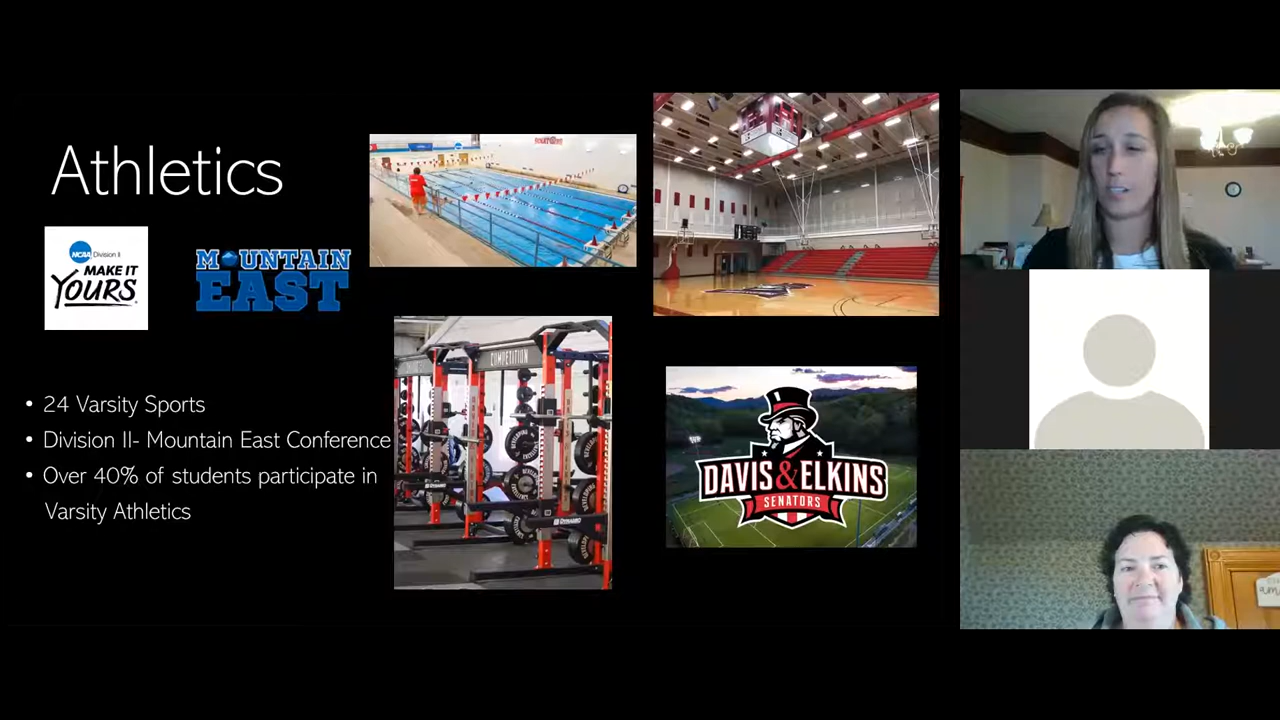 Athletics
NCAA Division II
MAKE IT
YOURS
MOUNTAIN
EAST
• 24 Varsity Sports
• Division II- Mountain East Conference
• Over 40% of students participate in
Varsity Athletics
COMPETITION
DAVIS & ELKINS
SENATORS